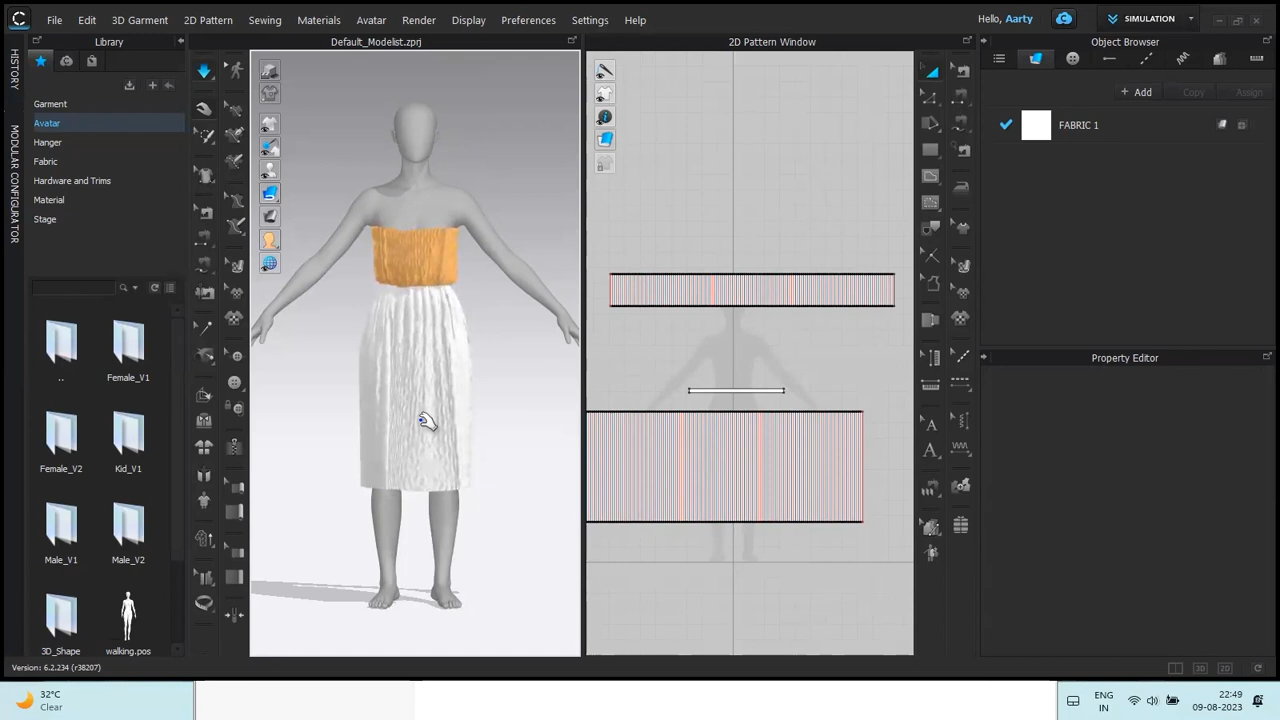 File Edit 3D Garment 2D Pattern Sewing Materials Avatar Render Display Preferences Settings Help
Hello, Aarty
SIMULATION
HISTORY
MODULAR CONFIGURATOR
Library
Garment
Avatar
Hanger
Fabric
Hardware and Trims
Material
Stage
..
Female_V1
Female_V2
Kid_V1
Male_V1
Male_V2
3D_Shape
walking.pos
Default_Modelist.zprj
2D Pattern Window
Object Browser
+ Add Copy Assign
FABRIC 1
Property Editor
Version: 6.2.234 (r38207)
3D 2D
32°C
Clear
ENG
IN
22:49
09-08-2023